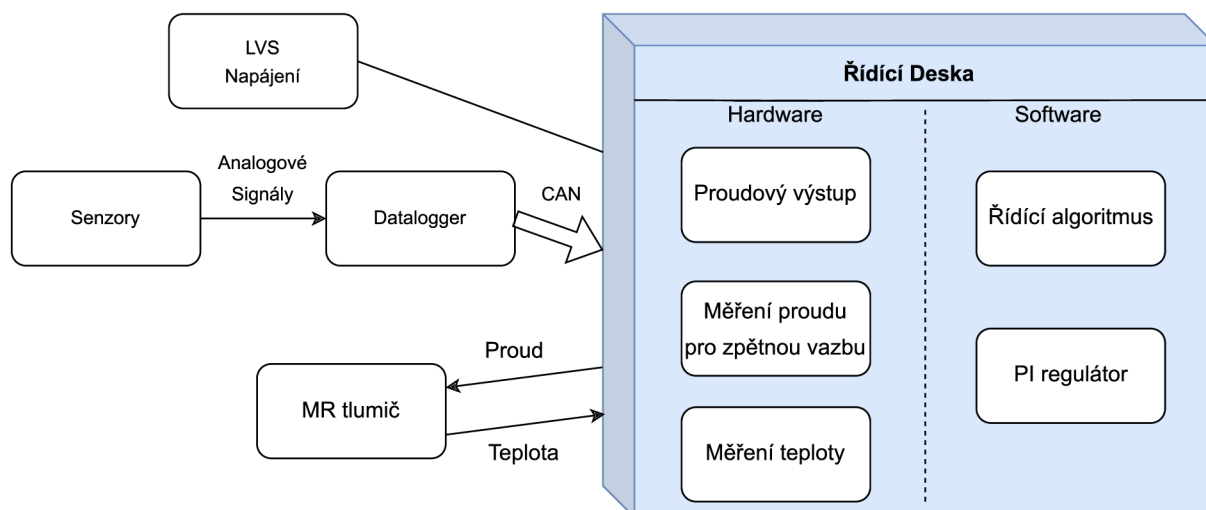 LVS
Napájení
Řídící Deska
Hardware
Software
Analogové
Signály
Senzory
Datalogger
CAN
Proudový výstup
Řídící algoritmus
Měření proudu
pro zpětnou vazbu
PI regulátor
Proud
MR tlumič
Teplota
Měření teploty